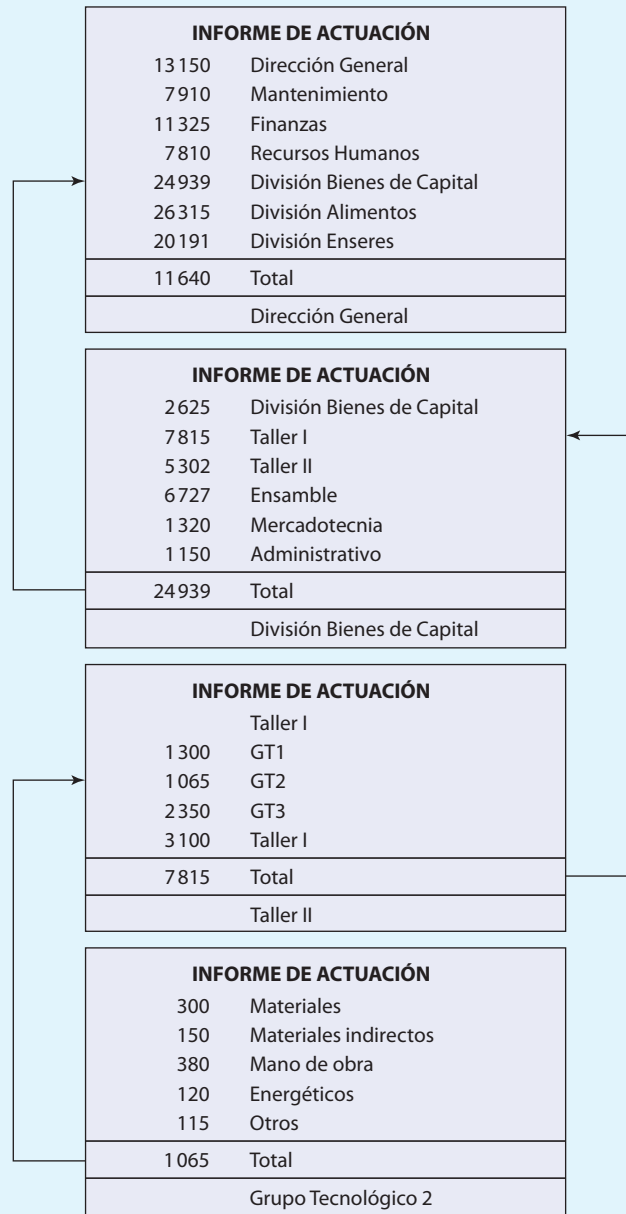 INFORME DE ACTUACIÓN
13 150 Dirección General
7 910 Mantenimiento
11 325 Finanzas
7 810 Recursos Humanos
24 939 División Bienes de Capital
26 315 División Alimentos
20 191 División Enseres
11 640 Total
Dirección General
INFORME DE ACTUACIÓN
2 625 División Bienes de Capital
7 815 Taller I
5 302 Taller II
6 727 Ensamble
1 320 Mercadotecnia
1 150 Administrativo
24 939 Total
División Bienes de Capital
INFORME DE ACTUACIÓN
Taller I
1 300 GT1
1 065 GT2
2 350 GT3
3 100 Taller I
7 815 Total
Taller II
INFORME DE ACTUACIÓN
300 Materiales
150 Materiales indirectos
380 Mano de obra
120 Energéticos
115 Otros
1 065 Total
Grupo Tecnológico 2